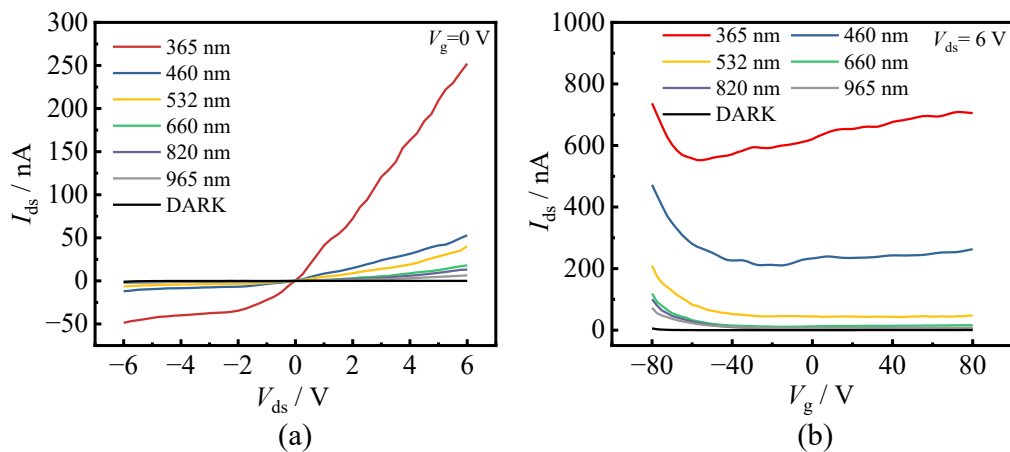 300
250
200
150
100
50
0
−50
I_ds / nA
V_g=0 V
365 nm
460 nm
532 nm
660 nm
820 nm
965 nm
DARK
−6
−4
−2
0
2
4
6
V_ds / V
(a)
1000
800
600
400
200
0
I_ds / nA
365 nm
460 nm
V_ds= 6 V
532 nm
660 nm
820 nm
965 nm
DARK
−80
−40
0
40
80
V_g / V
(b)